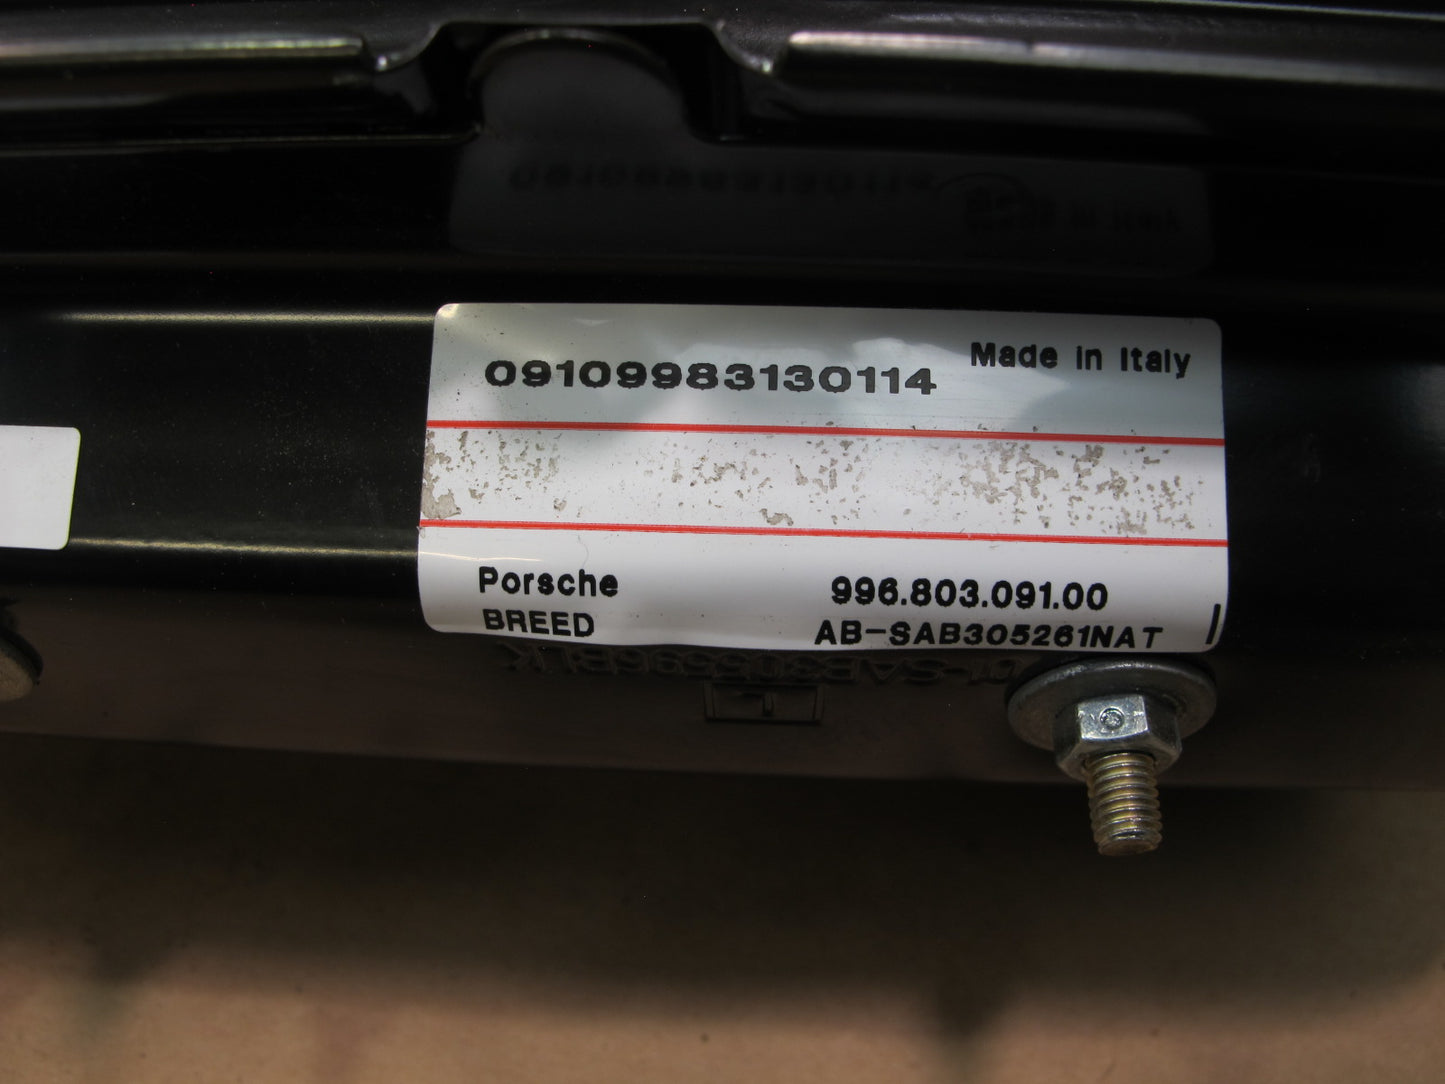 09109983130114 Made in Italy
Porsche 996.803.091.00
BREED AB-SAB305261NAT